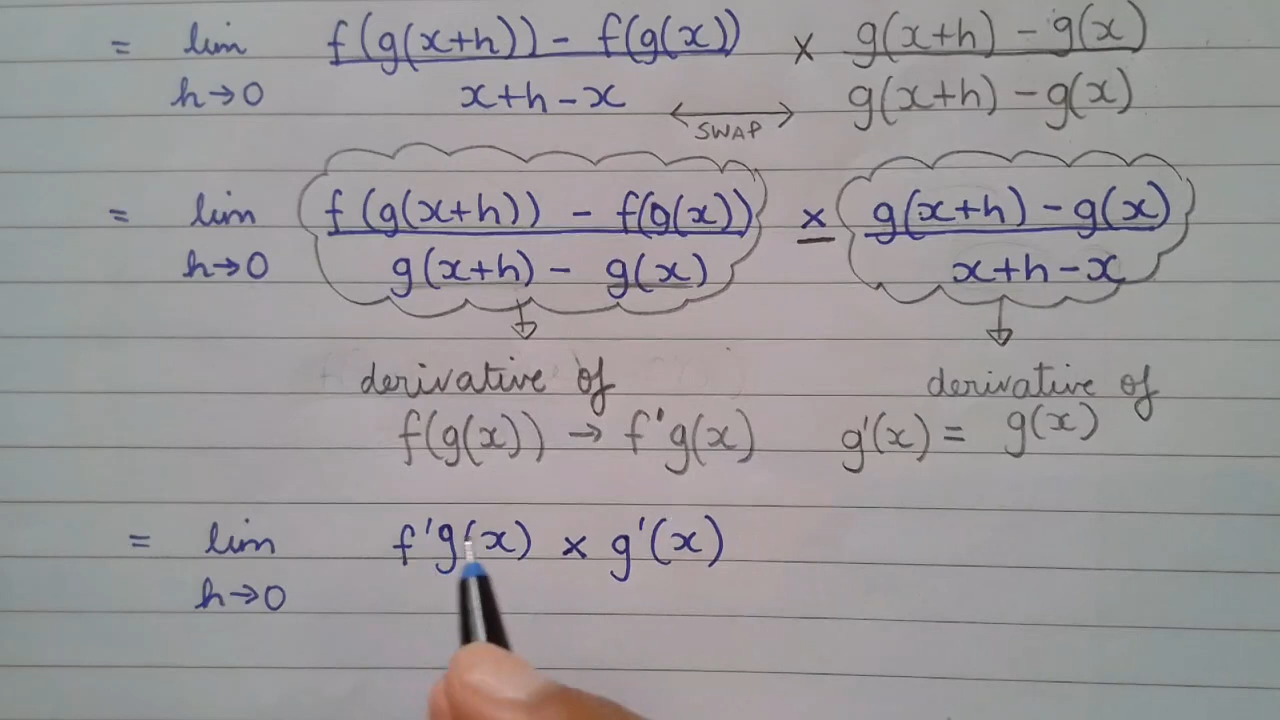 = lim f(g(x+h)) - f(g(x)) × g(x+h) - g(x)
h→0 x+h-x g(x+h) - g(x)
SWAP
= lim f(g(x+h)) - f(g(x)) × g(x+h) - g(x)
h→0 g(x+h) - g(x) x+h-x
derivative of derivative of
f(g(x)) → f'g(x) g'(x) = g(x)
= lim f'g(x) × g'(x)
h→0